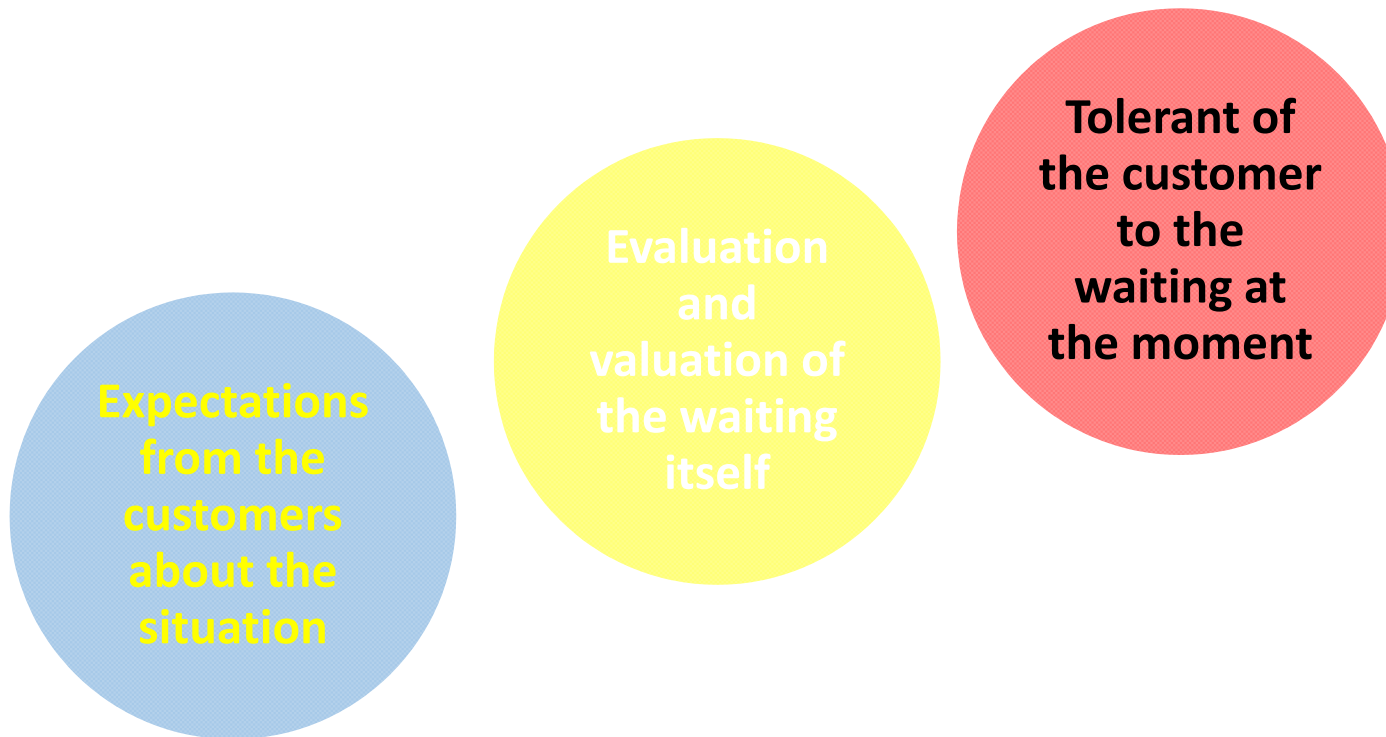 Expectations
from the
customers
about the
situation
Evaluation
and
valuation of
the waiting
itself
Tolerant of
the customer
to the
waiting at
the moment